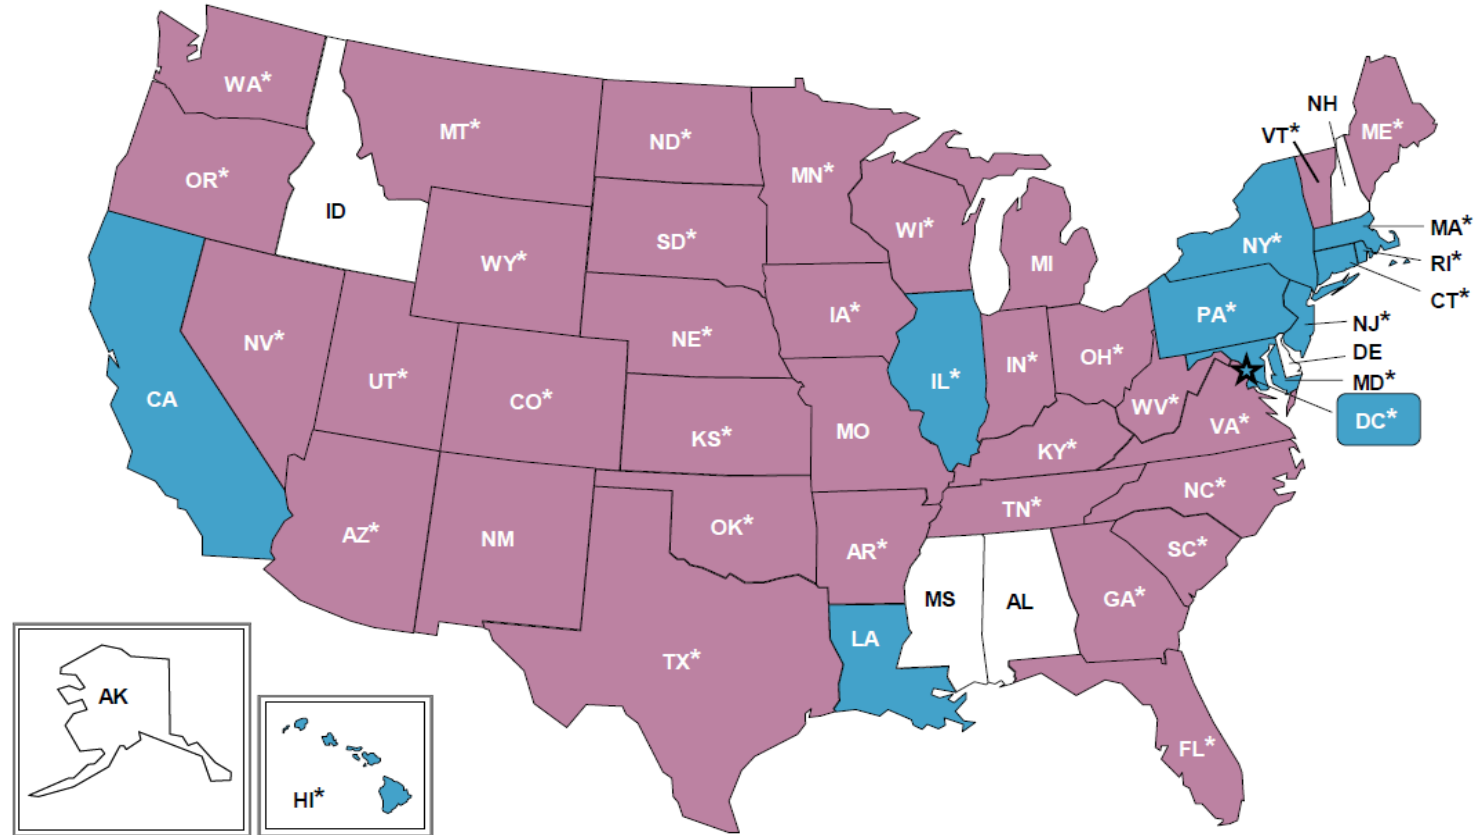 WA*
MT*
ND*
MN*
NH
VT*
ME*
OR*
ID
SD*
WI*
MI
NY*
MA*
RI*
CT*
WY*
IA*
PA*
NJ*
NV*
NE*
IN*
OH*
DE
MD*
DC*
UT*
CO*
IL*
CA
KS*
MO
WV*
VA*
KY*
AZ*
NM
OK*
AR*
TN*
NC*
SC*
MS
AL
GA*
LA
TX*
FL*
AK
HI*